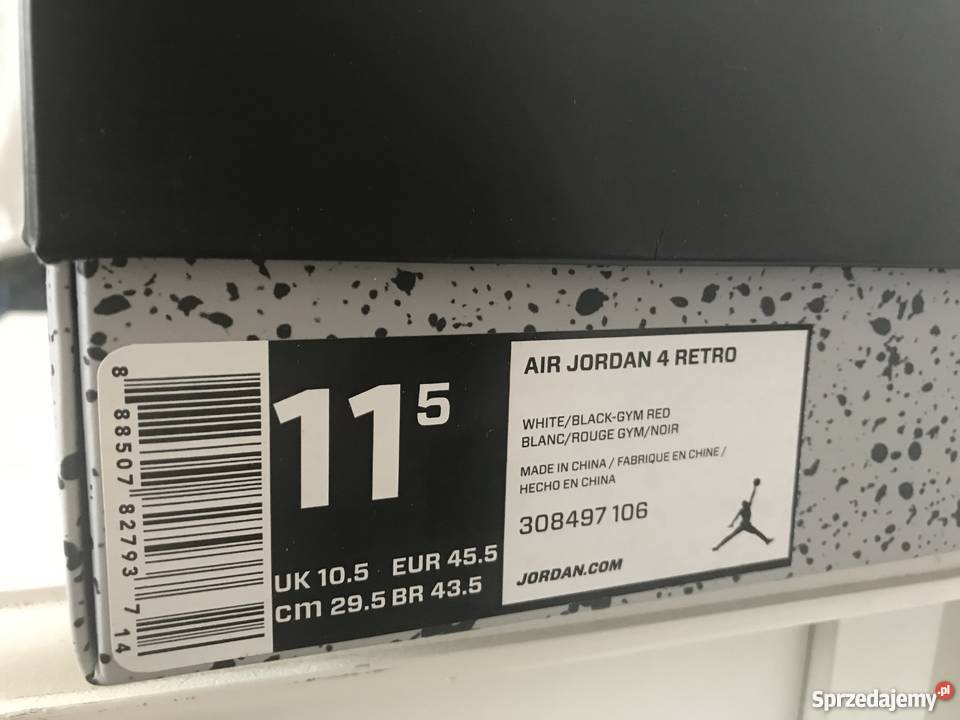 8 88507 82793 7 14
11 5
UK 10.5 EUR 45.5
cm 29.5 BR 43.5
AIR JORDAN 4 RETRO
WHITE/BLACK-GYM RED
BLANC/ROUGE GYM/NOIR
MADE IN CHINA / FABRIQUE EN CHINE /
HECHO EN CHINA
308497 106
JORDAN.COM
Sprzedajemy.pl